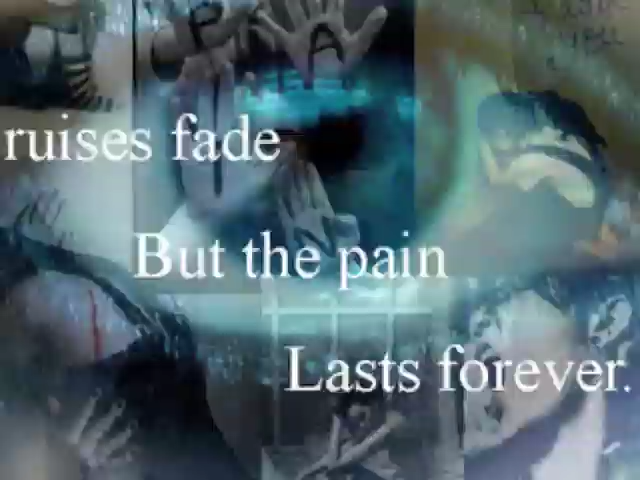 P A
I N
ruises fade
But the pain
Lasts forever.